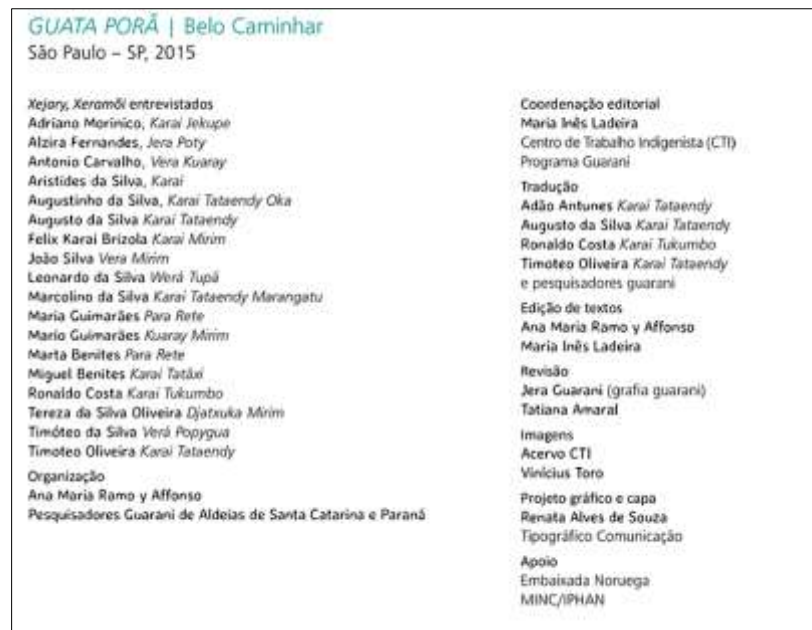 GUATA PORÃ | Belo Caminhar
São Paulo – SP, 2015
Xejary, Xeramõi entrevistados
Adriano Morinico, Karai Jekupe
Alzira Fernandes, Jera Poty
Antonio Carvalho, Vera Kuaray
Aristides da Silva, Karai
Augustinho da Silva, Karai Tataendy Oka
Augusto da Silva Karai Tataendy
Felix Karai Brizola Karai Mirim
João Silva Vera Mirim
Leonardo da Silva Werá Tupã
Marcolino da Silva Karai Tataendy Marangatu
Maria Guimarães Para Rete
Mario Guimarães Kuaray Mirim
Marta Benites Para Rete
Miguel Benites Karai Tatãxi
Ronaldo Costa Karai Tukumbo
Tereza da Silva Oliveira Djatxuka Mirim
Timóteo da Silva Verá Popygua
Timoteo Oliveira Karai Tataendy
Organização
Ana Maria Ramo y Affonso
Pesquisadores Guarani de Aldeias de Santa Catarina e Paraná
Coordenação editorial
Maria Inês Ladeira
Centro de Trabalho Indigenista (CTI)
Programa Guarani
Tradução
Adão Antunes Karai Tataendy
Augusto da Silva Karai Tataendy
Ronaldo Costa Karai Tukumbo
Timoteo Oliveira Karai Tataendy
e pesquisadores guarani
Edição de textos
Ana Maria Ramo y Affonso
Maria Inês Ladeira
Revisão
Jera Guarani (grafia guarani)
Tatiana Amaral
Imagens
Acervo CTI
Vinicius Toro
Projeto gráfico e capa
Renata Alves de Souza
Tipográfico Comunicação
Apoio
Embaixada Noruega
MINC/IPHAN